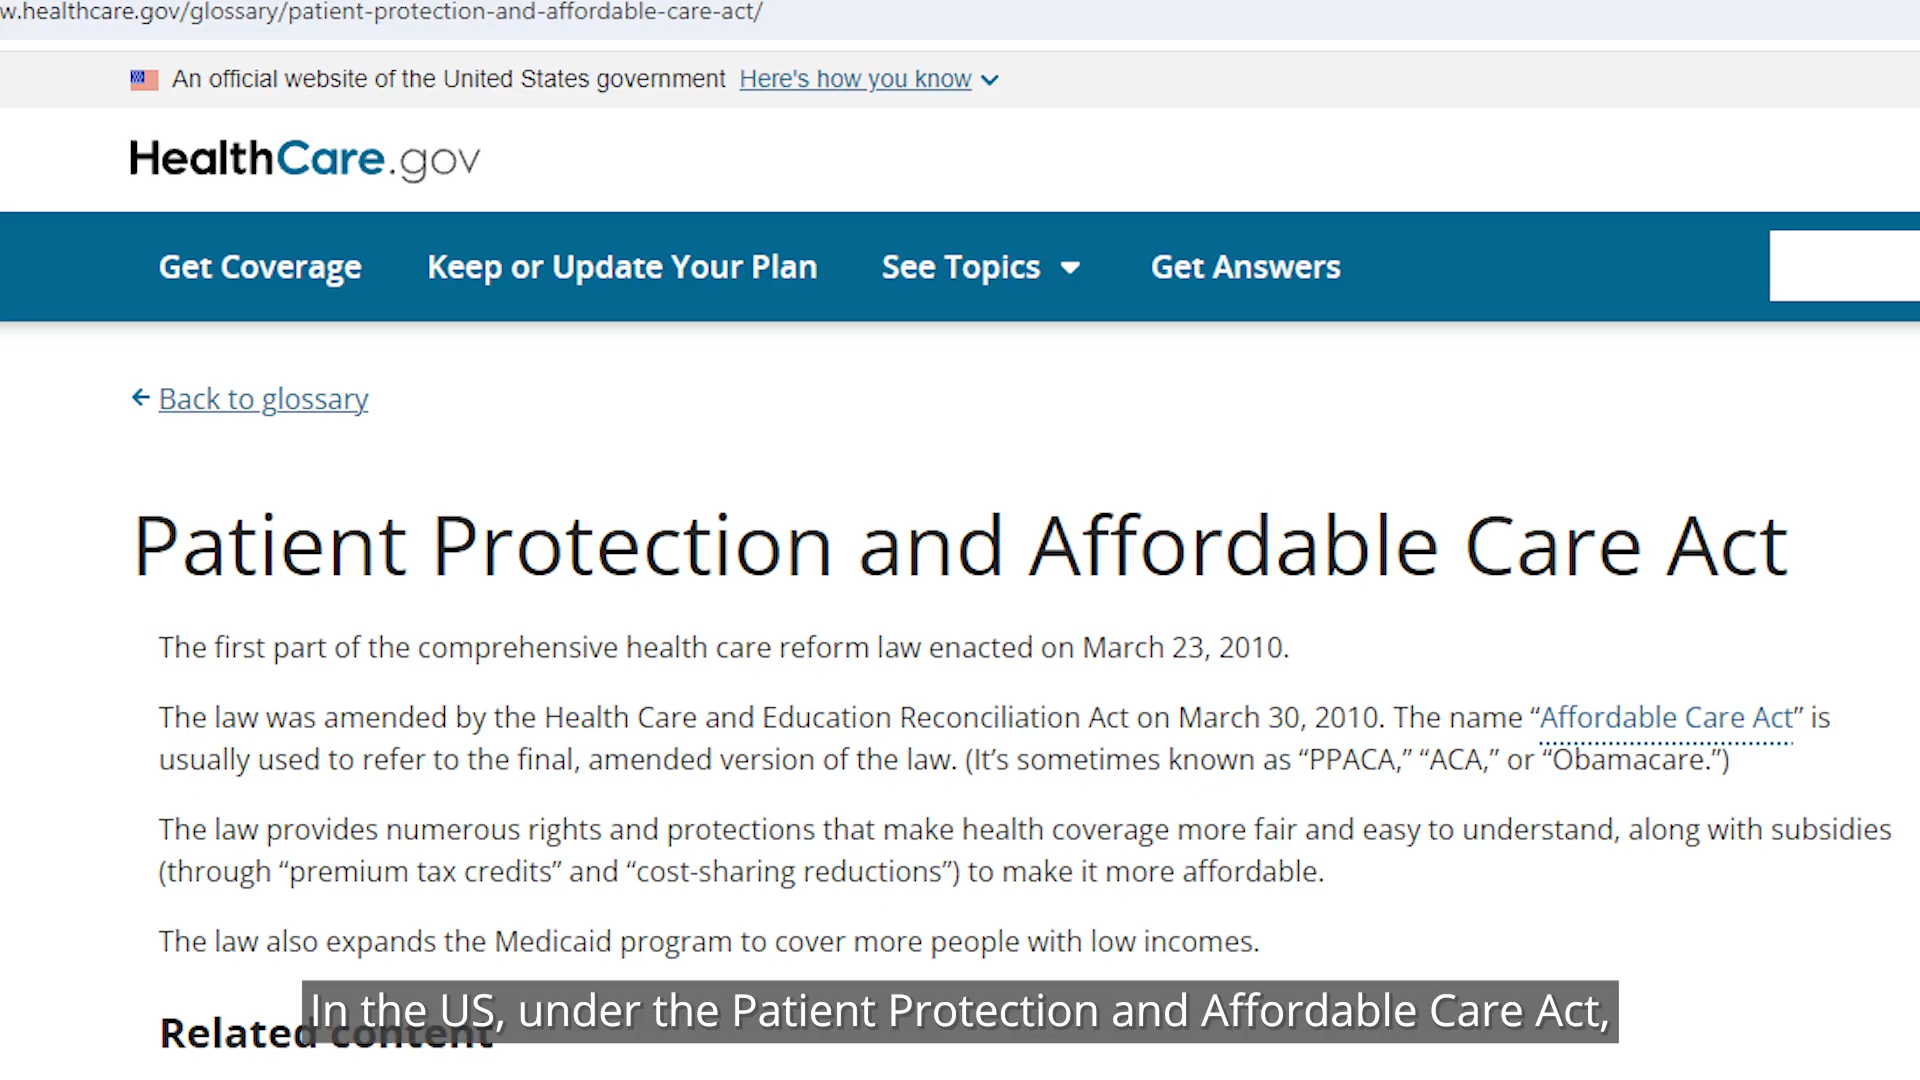 w.healthcare.gov/glossary/patient-protection-and-affordable-care-act/
An official website of the United States government Here's how you know
HealthCare.gov
Get Coverage Keep or Update Your Plan See Topics Get Answers
Back to glossary
Patient Protection and Affordable Care Act
The first part of the comprehensive health care reform law enacted on March 23, 2010.
The law was amended by the Health Care and Education Reconciliation Act on March 30, 2010. The name “Affordable Care Act” is
usually used to refer to the final, amended version of the law. (It’s sometimes known as “PPACA,” “ACA,” or “Obamacare.”)
The law provides numerous rights and protections that make health coverage more fair and easy to understand, along with subsidies
(through “premium tax credits” and “cost-sharing reductions”) to make it more affordable.
The law also expands the Medicaid program to cover more people with low incomes.
In the US, under the Patient Protection and Affordable Care Act,
Related content